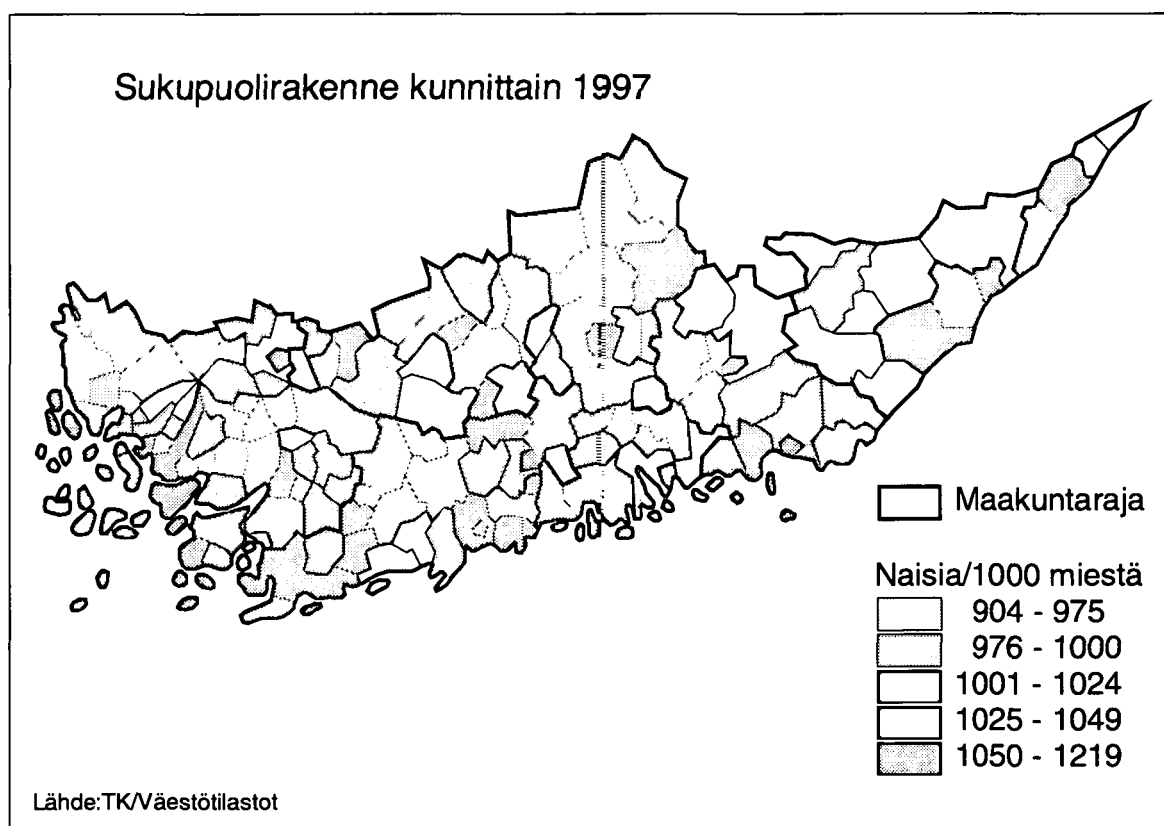 Sukupuolirakenne kunnittain 1997
Maakuntaraja
Naisia/1000 miestä
904 - 975
976 - 1000
1001 - 1024
1025 - 1049
1050 - 1219
Lähde:TK/Väestötilastot